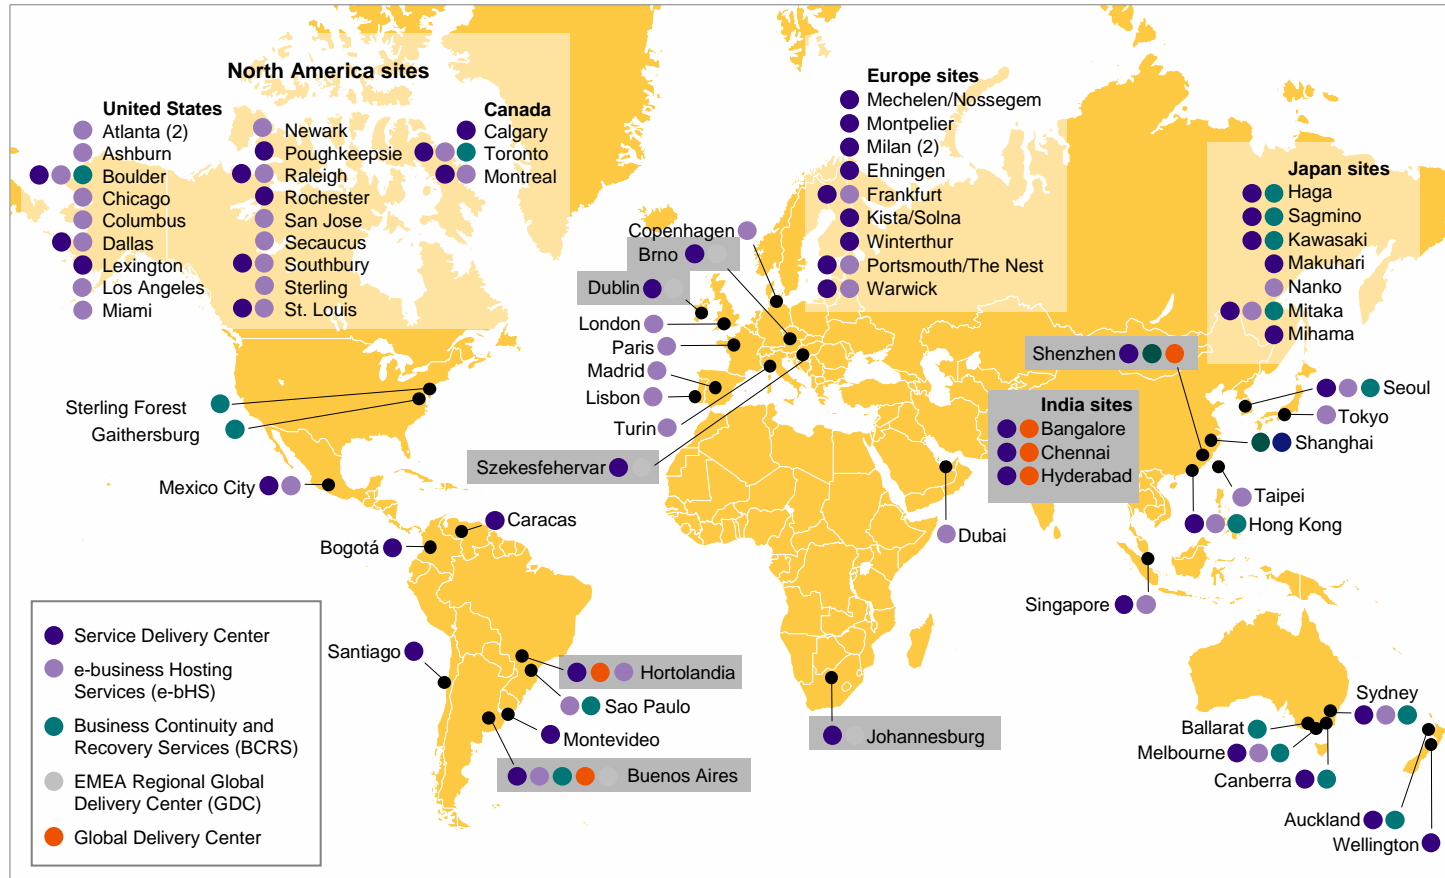 North America sites
United States
Atlanta (2)
Ashburn
Boulder
Chicago
Columbus
Dallas
Lexington
Los Angeles
Miami
Newark
Poughkeepsie
Raleigh
Rochester
San Jose
Secaucus
Southbury
Sterling
St. Louis
Canada
Calgary
Toronto
Montreal
Europe sites
Mechelen/Nossegem
Montpelier
Milan (2)
Ehningen
Frankfurt
Kista/Solna
Winterthur
Portsmouth/The Nest
Warwick
Japan sites
Haga
Sagmino
Kawasaki
Makuhari
Nanko
Mitaka
Mihama
Copenhagen
Brno
Dublin
London
Paris
Madrid
Lisbon
Turin
Szekesfehervar
Shenzhen
India sites
Bangalore
Chennai
Hyderabad
Seoul
Tokyo
Shanghai
Taipei
Hong Kong
Dubai
Singapore
Sterling Forest
Gaithersburg
Mexico City
Caracas
Bogotá
Santiago
Hortolandia
Sao Paulo
Montevideo
Buenos Aires
Johannesburg
Sydney
Ballarat
Melbourne
Canberra
Auckland
Wellington
Service Delivery Center
e-business Hosting
Services (e-bHS)
Business Continuity and
Recovery Services (BCRS)
EMEA Regional Global
Delivery Center (GDC)
Global Delivery Center